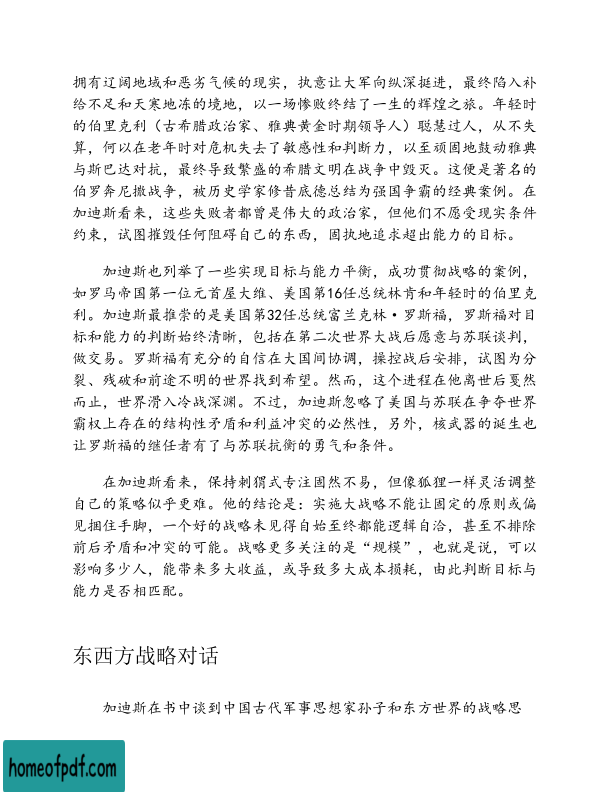 拥有辽阔地域和恶劣气候的现实，执意让大军向纵深挺进，最终陷入补
给不足和天寒地冻的境地，以一场惨败终结了一生的辉煌之旅。年轻时
的伯里克利（古希腊政治家、雅典黄金时期领导人）聪慧过人，从不失
算，何以在老年时对危机失去了敏感性和判断力，以至顽固地鼓动雅典
与斯巴达对抗，最终导致繁盛的希腊文明在战争中毁灭。这便是著名的
伯罗奔尼撒战争，被历史学家修昔底德总结为强国争霸的经典案例。在
加迪斯看来，这些失败者都曾是伟大的政治家，但他们不愿受现实条件
约束，试图摧毁任何阻碍自己的东西，固执地追求超出能力的目标。
加迪斯也列举了一些实现目标与能力平衡，成功贯彻战略的案例，
如罗马帝国第一位元首屋大维、美国第16任总统林肯和年轻时的伯里克
利。加迪斯最推崇的是美国第32任总统富兰克林·罗斯福，罗斯福对目
标和能力的判断始终清晰，包括在第二次世界大战后愿意与苏联谈判，
做交易。罗斯福有充分的自信在大国间协调，操控战后安排，试图为分
裂、残破和前途不明的世界找到希望。然而，这个进程在他离世后戛然
而止，世界滑入冷战深渊。不过，加迪斯忽略了美国与苏联在争夺世界
霸权上存在的结构性矛盾和利益冲突的必然性，另外，核武器的诞生也
让罗斯福的继任者有了与苏联抗衡的勇气和条件。
在加迪斯看来，保持刺猬式专注固然不易，但像狐狸一样灵活调整
自己的策略似乎更难。他的结论是：实施大战略不能让固定的原则或偏
见捆住手脚，一个好的战略未见得自始至终都能逻辑自洽，甚至不排除
前后矛盾和冲突的可能。战略更多关注的是“规模”，也就是说，可以
影响多少人，能带来多大收益，或导致多大成本损耗，由此判断目标与
能力是否相匹配。
东西方战略对话
加迪斯在书中谈到中国古代军事思想家孙子和东方世界的战略思
homeofpdf.com